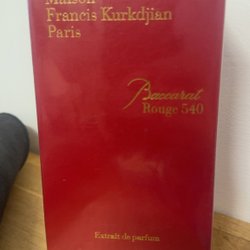 Maison
Francis Kurkdjian
Paris
Baccarat
Rouge 540
Extrait de parfum